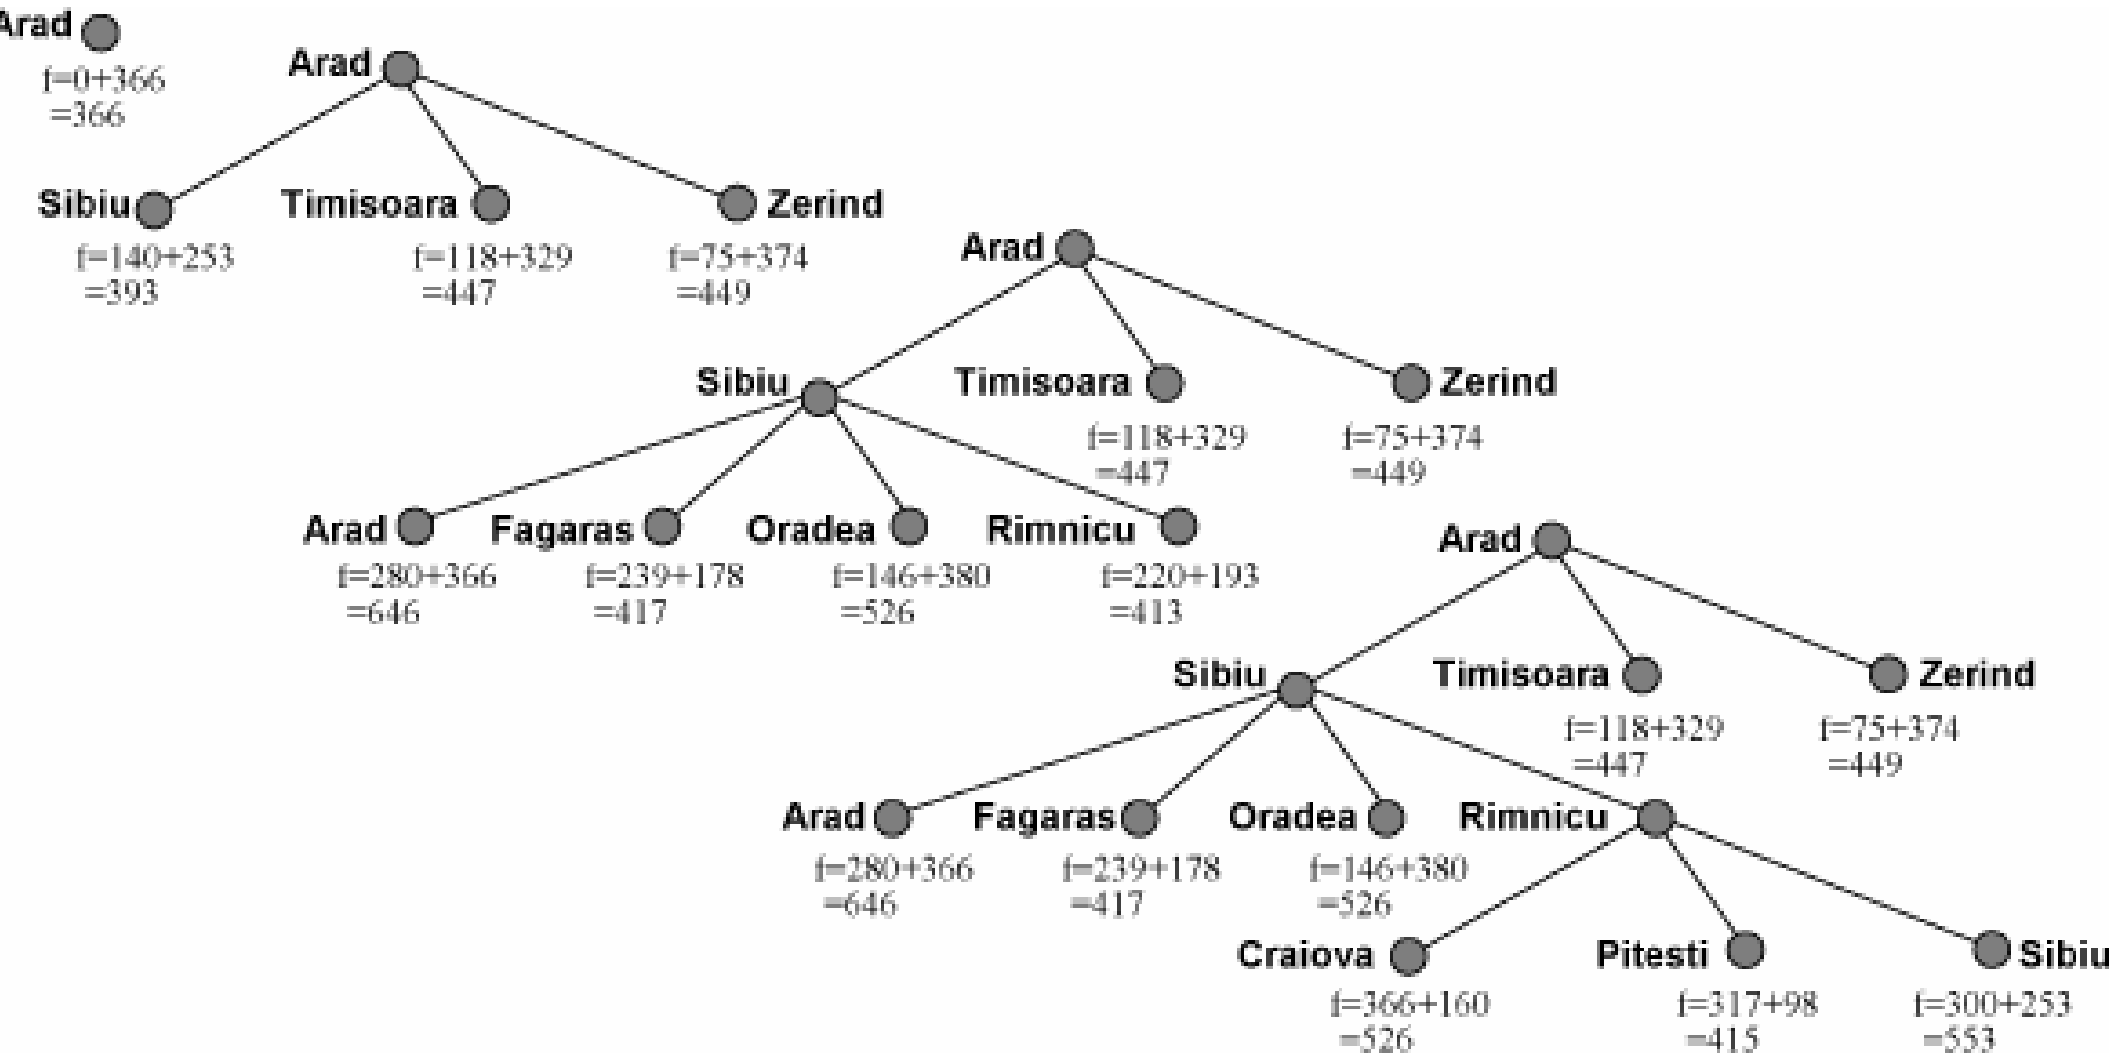 Arad
f=0+366
=366
Arad
Sibiu
f=140+253
=393
Timisoara
f=118+329
=447
Zerind
f=75+374
=449
Arad
Sibiu
Timisoara
f=118+329
=447
Zerind
f=75+374
=449
Arad
f=280+366
=646
Fagaras
f=239+178
=417
Oradea
f=146+380
=526
Rimnicu
f=220+193
=413
Arad
Sibiu
Timisoara
f=118+329
=447
Zerind
f=75+374
=449
Arad
f=280+366
=646
Fagaras
f=239+178
=417
Oradea
f=146+380
=526
Rimnicu
Craiova
f=366+160
=526
Pitesti
f=317+98
=415
Sibiu
f=300+253
=553